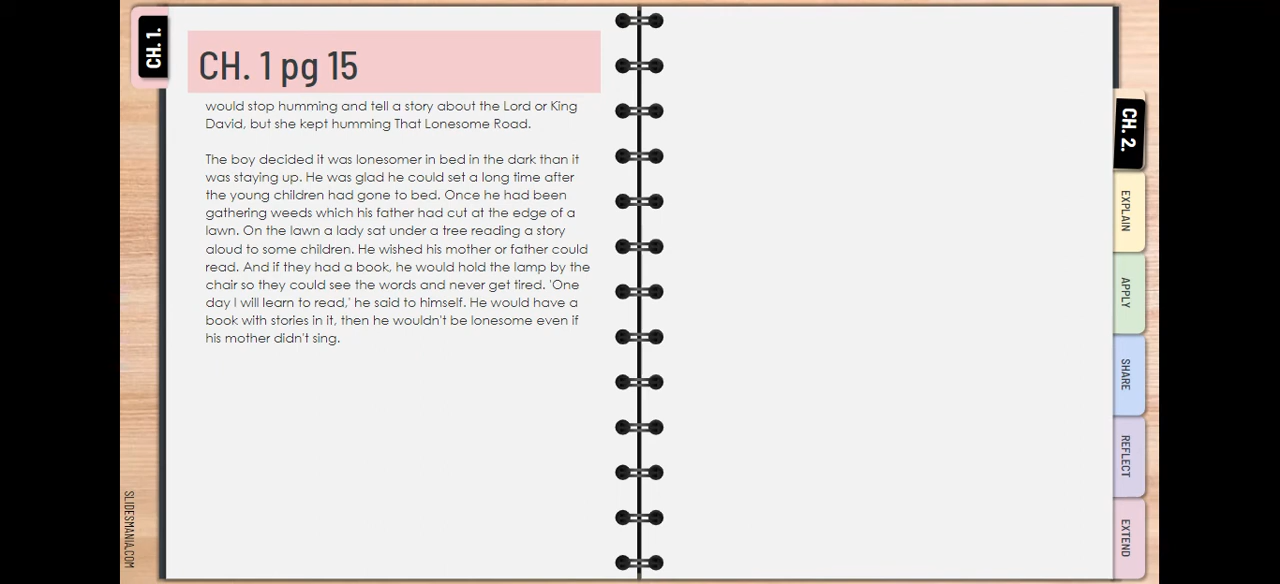 CH. 1.
CH. 1 pg 15
would stop humming and tell a story about the Lord or King
David, but she kept humming That Lonesome Road.
The boy decided it was lonesomer in bed in the dark than it
was staying up. He was glad he could set a long time after
the young children had gone to bed. Once he had been
gathering weeds which his father had cut at the edge of a
lawn. On the lawn a lady sat under a tree reading a story
aloud to some children. He wished his mother or father could
read. And if they had a book, he would hold the lamp by the
chair so they could see the words and never get tired. 'One
day I will learn to read,' he said to himself. He would have a
book with stories in it, then he wouldn't be lonesome even if
his mother didn't sing.
CH. 2.
EXPLAIN
APPLY
SHARE
REFLECT
EXTEND
SLIDESMANIA.COM